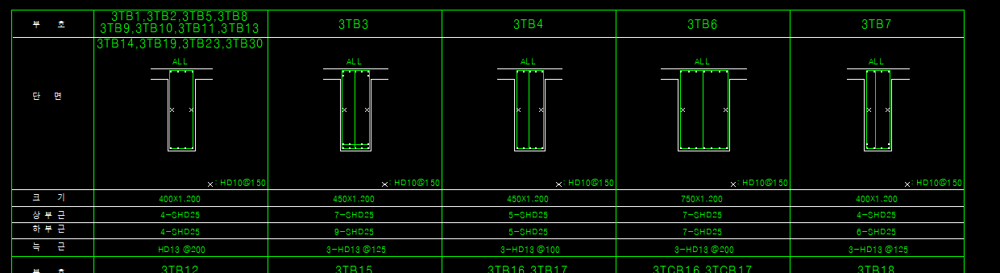 부 호 3TB1,3TB2,3TB5,3TB8 3TB3 3TB4 3TB6 3TB7
3TB9,3TB10,3TB11,3TB13
3TB14,3TB19,3TB23,3TB30
ALL ALL ALL ALL ALL
단 면
×: HD10@150 ×: HD10@150 ×: HD10@150 ×: HD10@150 ×: HD10@150
크 기 400X1.200 450X1.200 450X1.200 750X1.200 400X1.200
상 부 근 4-SHD25 7-SHD25 5-SHD25 7-SHD25 4-SHD25
하 부 근 4-SHD25 9-SHD25 5-SHD25 7-SHD25 6-SHD25
늑 근 HD13 @200 3-HD13 @125 3-HD13 @100 3-HD13 @200 3-HD13 @125
부 호 3TB12 3TB15 3TB16,3TB17 3TCB16,3TCB17 3TB18